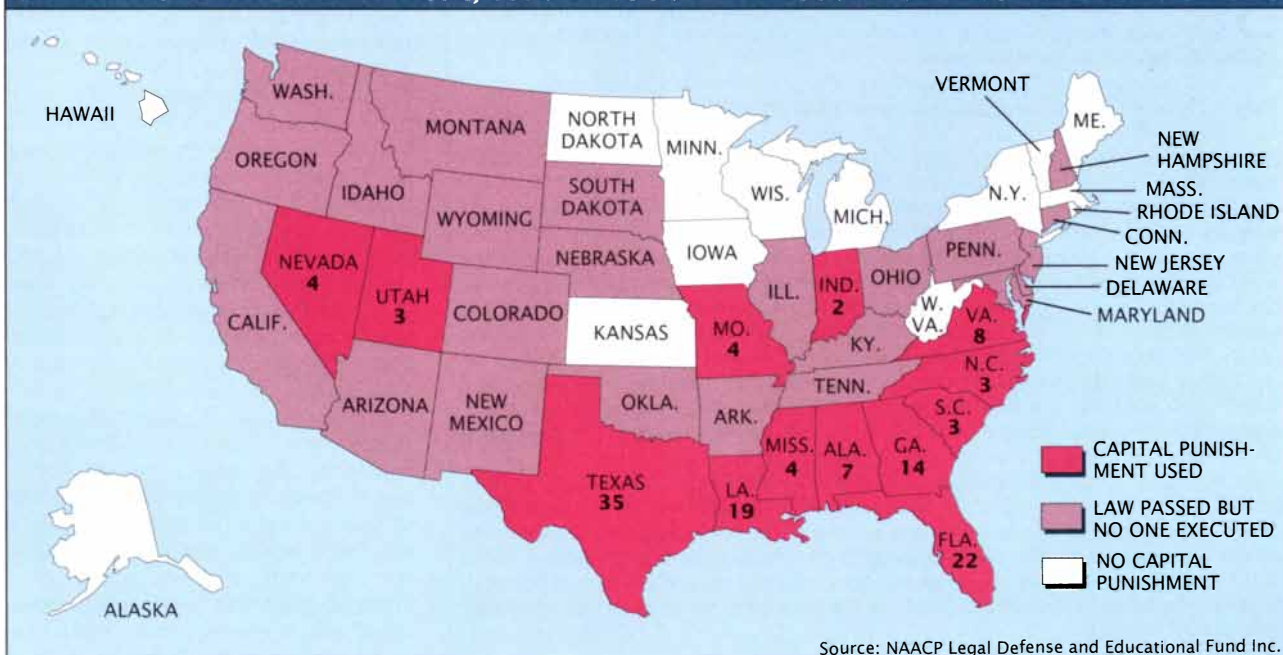 HAWAII
WASH.
OREGON
IDAHO
MONTANA
WYOMING
NORTH
DAKOTA
SOUTH
DAKOTA
NEBRASKA
KANSAS
MINN.
IOWA
WIS.
MICH.
NEVADA
4
UTAH
3
COLORADO
CALIF.
ARIZONA
NEW
MEXICO
OKLA.
TEXAS
35
MO.
4
ARK.
LA.
19
ILL.
IND.
2
OHIO
KY.
TENN.
MISS.
4
ALA.
7
GA.
14
FLA.
22
S.C.
3
N.C.
3
VA.
8
W.
VA.
PENN.
N.Y.
VERMONT
ME.
NEW
HAMPSHIRE
MASS.
RHODE ISLAND
CONN.
NEW JERSEY
DELAWARE
MARYLAND
ALASKA
CAPITAL PUNISH-
MENT USED
LAW PASSED BUT
NO ONE EXECUTED
NO CAPITAL
PUNISHMENT
Source: NAACP Legal Defense and Educational Fund Inc.